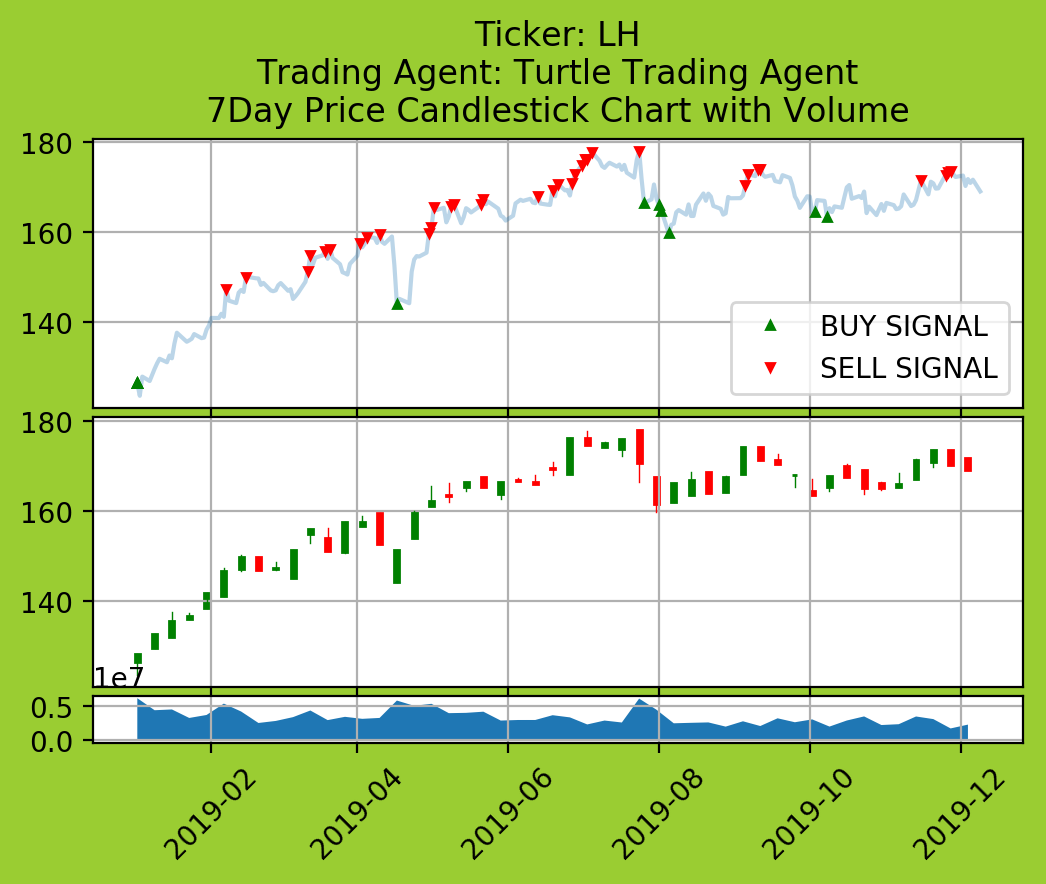 Ticker: LH
Trading Agent: Turtle Trading Agent
7Day Price Candlestick Chart with Volume
180
160
140
BUY SIGNAL
SELL SIGNAL
180
160
140
1e7
0.5
0.0
2019-02
2019-04
2019-06
2019-08
2019-10
2019-12